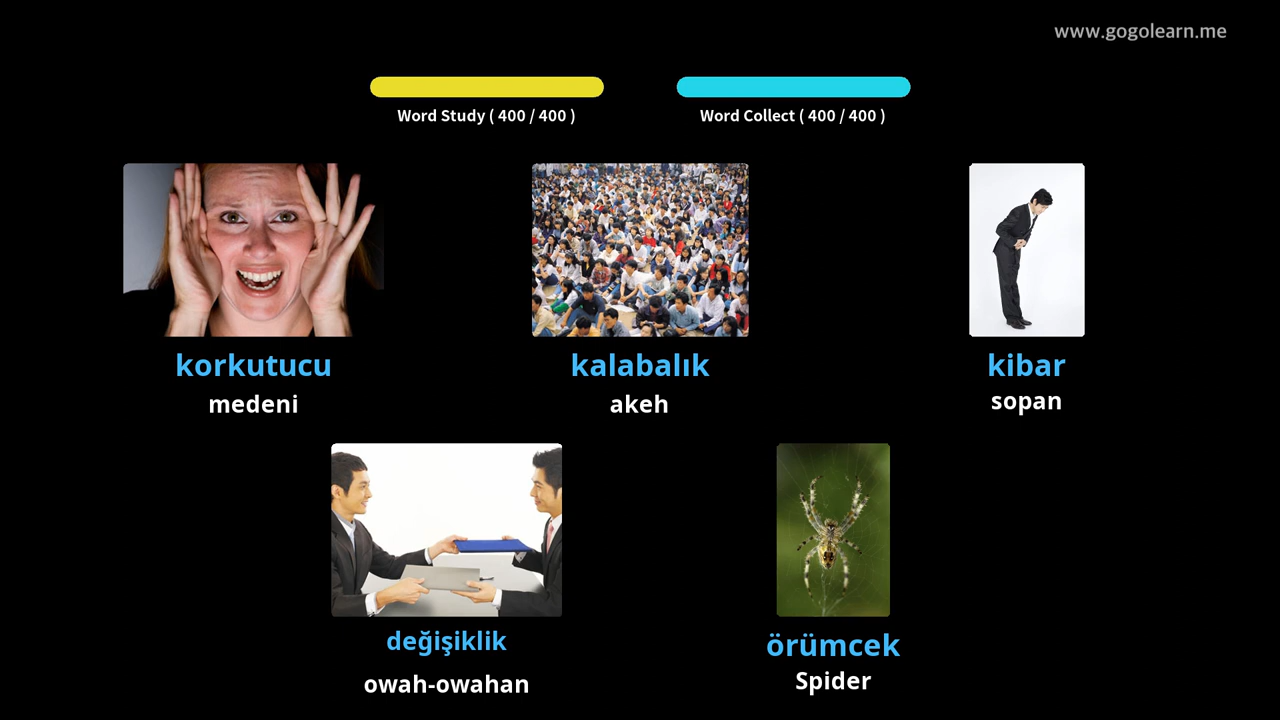 www.gogolearn.me
Word Study ( 400 / 400 )
Word Collect ( 400 / 400 )
korkutucu
medeni
kalabalık
akeh
kibar
sopan
değişiklik
owah-owahan
örümcek
Spider